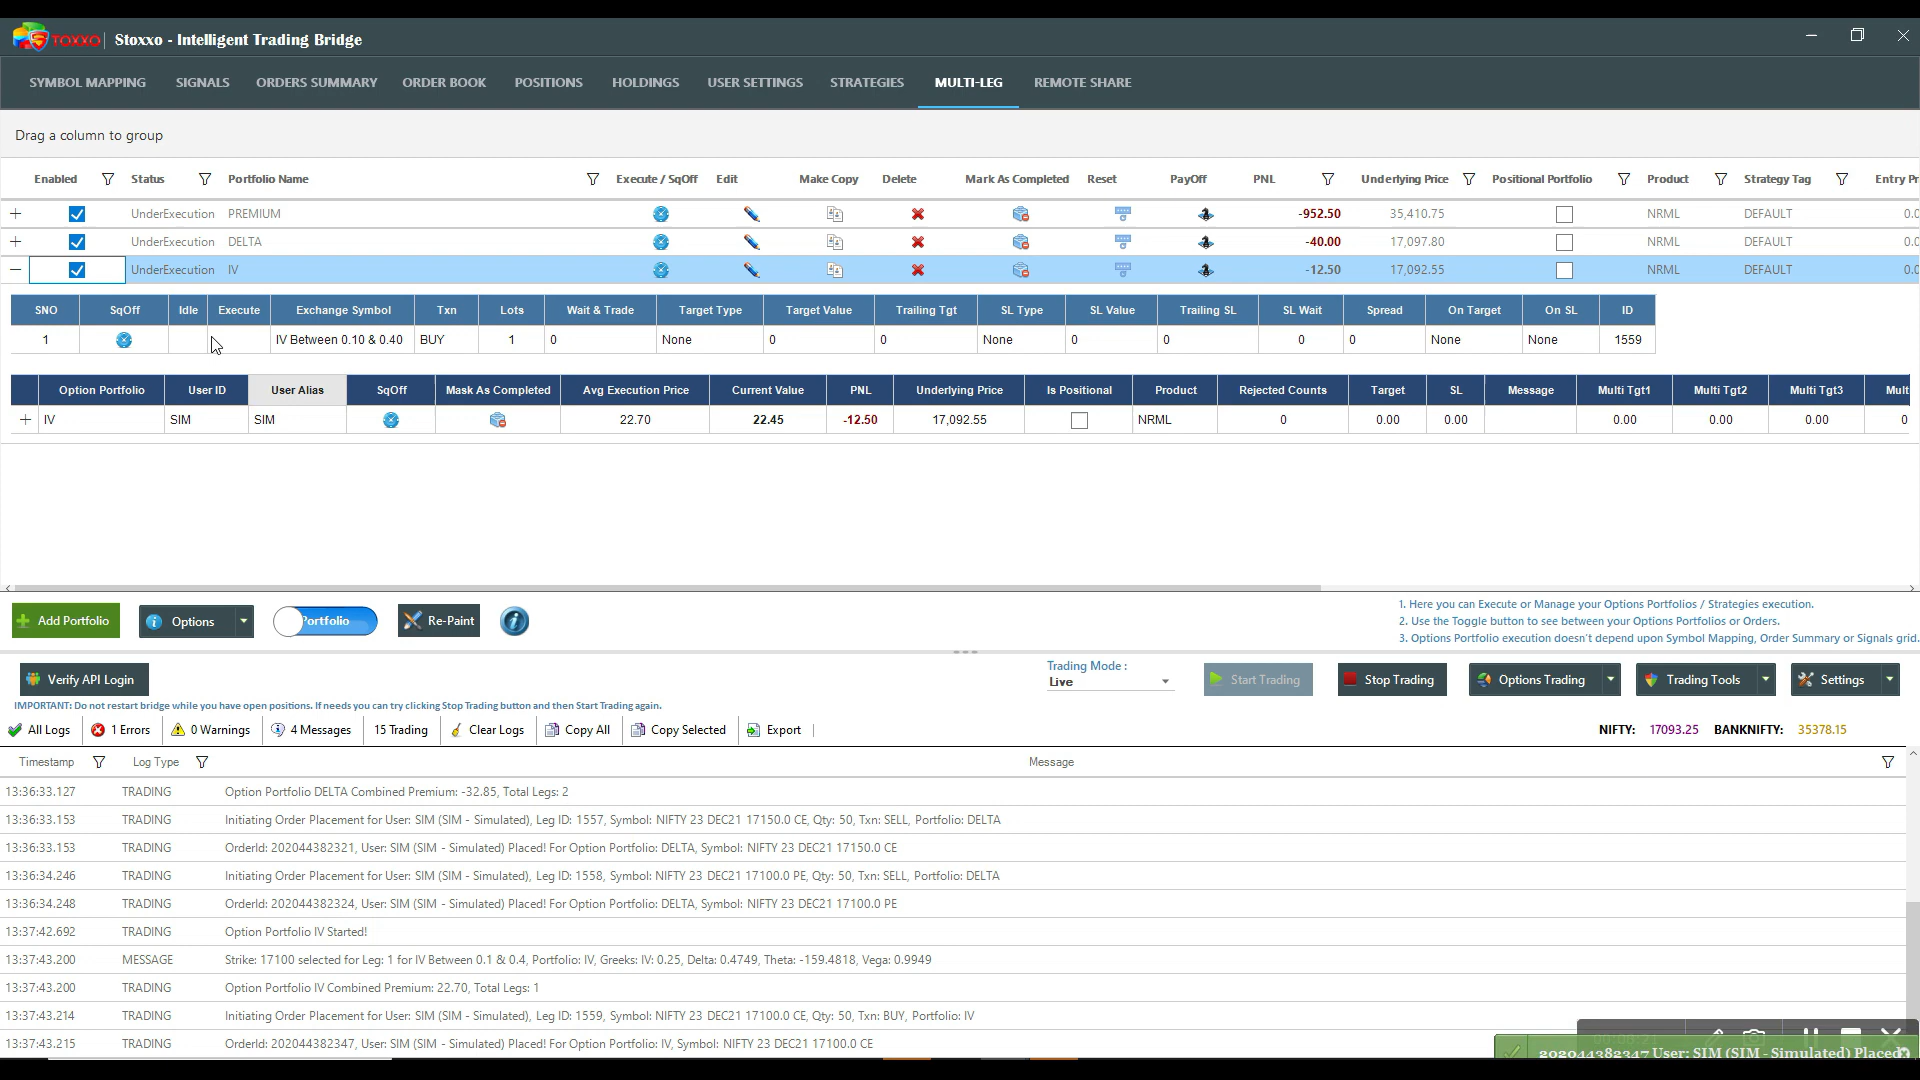 TOXXO Stoxxo - Intelligent Trading Bridge
SYMBOL MAPPING SIGNALS ORDERS SUMMARY ORDER BOOK POSITIONS HOLDINGS USER SETTINGS STRATEGIES MULTI-LEG REMOTE SHARE
Drag a column to group
Enabled Status Portfolio Name Execute / SqOff Edit Make Copy Delete Mark As Completed Reset PayOff PNL Underlying Price Positional Portfolio Product Strategy Tag Entry Pr
UnderExecution PREMIUM -952.50 35,410.75 NRML DEFAULT 0.0
UnderExecution DELTA -40.00 17,097.80 NRML DEFAULT 0.0
UnderExecution IV -12.50 17,092.55 NRML DEFAULT 0.0
SNO SqOff Idle Execute Exchange Symbol Txn Lots Wait & Trade Target Type Target Value Trailing Tgt SL Type SL Value Trailing SL SL Wait Spread On Target On SL ID
1 IV Between 0.10 & 0.40 BUY 1 0 None 0 0 None 0 0 0 0 None None 1559
Option Portfolio User ID User Alias SqOff Mask As Completed Avg Execution Price Current Value PNL Underlying Price Is Positional Product Rejected Counts Target SL Message Multi Tgt1 Multi Tgt2 Multi Tgt3 Mult
IV SIM SIM 22.70 22.45 -12.50 17,092.55 NRML 0 0.00 0.00 0.00 0.00 0.00 0
Add Portfolio Options Portfolio Re-Paint
1. Here you can Execute or Manage your Options Portfolios / Strategies execution.
2. Use the Toggle button to see between your Options Portfolios or Orders.
3. Options Portfolio execution doesn't depend upon Symbol Mapping, Order Summary or Signals grid.
Verify API Login Trading Mode : Live Start Trading Stop Trading Options Trading Trading Tools Settings
IMPORTANT: Do not restart bridge while you have open positions. If needs you can try clicking Stop Trading button and then Start Trading again.
All Logs 1 Errors 0 Warnings 4 Messages 15 Trading Clear Logs Copy All Copy Selected Export NIFTY: 17093.25 BANKNIFTY: 35378.15
Timestamp Log Type Message
13:36:33.127 TRADING Option Portfolio DELTA Combined Premium: -32.85, Total Legs: 2
13:36:33.153 TRADING Initiating Order Placement for User: SIM (SIM - Simulated), Leg ID: 1557, Symbol: NIFTY 23 DEC21 17150.0 CE, Qty: 50, Txn: SELL, Portfolio: DELTA
13:36:33.153 TRADING OrderId: 202044382321, User: SIM (SIM - Simulated) Placed! For Option Portfolio: DELTA, Symbol: NIFTY 23 DEC21 17150.0 CE
13:36:34.246 TRADING Initiating Order Placement for User: SIM (SIM - Simulated), Leg ID: 1558, Symbol: NIFTY 23 DEC21 17100.0 PE, Qty: 50, Txn: SELL, Portfolio: DELTA
13:36:34.248 TRADING OrderId: 202044382324, User: SIM (SIM - Simulated) Placed! For Option Portfolio: DELTA, Symbol: NIFTY 23 DEC21 17100.0 PE
13:37:42.692 TRADING Option Portfolio IV Started!
13:37:43.200 MESSAGE Strike: 17100 selected for Leg: 1 for IV Between 0.1 & 0.4, Portfolio: IV, Greeks: IV: 0.25, Delta: 0.4749, Theta: -159.4818, Vega: 0.9949
13:37:43.200 TRADING Option Portfolio IV Combined Premium: 22.70, Total Legs: 1
13:37:43.214 TRADING Initiating Order Placement for User: SIM (SIM - Simulated), Leg ID: 1559, Symbol: NIFTY 23 DEC21 17100.0 CE, Qty: 50, Txn: BUY, Portfolio: IV
13:37:43.215 TRADING OrderId: 202044382347, User: SIM (SIM - Simulated) Placed! For Option Portfolio: IV, Symbol: NIFTY 23 DEC21 17100.0 CE
202044382347 User: SIM (SIM - Simulated) Placed